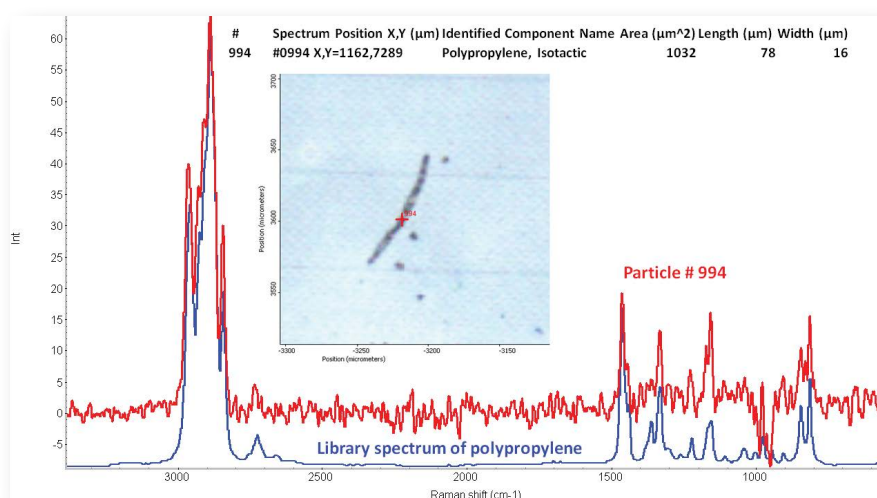 # Spectrum Position X,Y (µm) Identified Component Name Area (µm^2) Length (µm) Width (µm)
994 #0994 X,Y=1162,7289 Polypropylene, Isotactic 1032 78 16
60
55
50
45
40
35
30
25
20
15
10
5
0
-5
Int
3700
3650
3600
3550
Position (micrometers)
994
-3300 -3250 -3200 -3150
Position (micrometers)
Particle # 994
Library spectrum of polypropylene
3000 2500 2000 1500 1000
Raman shift (cm-1)